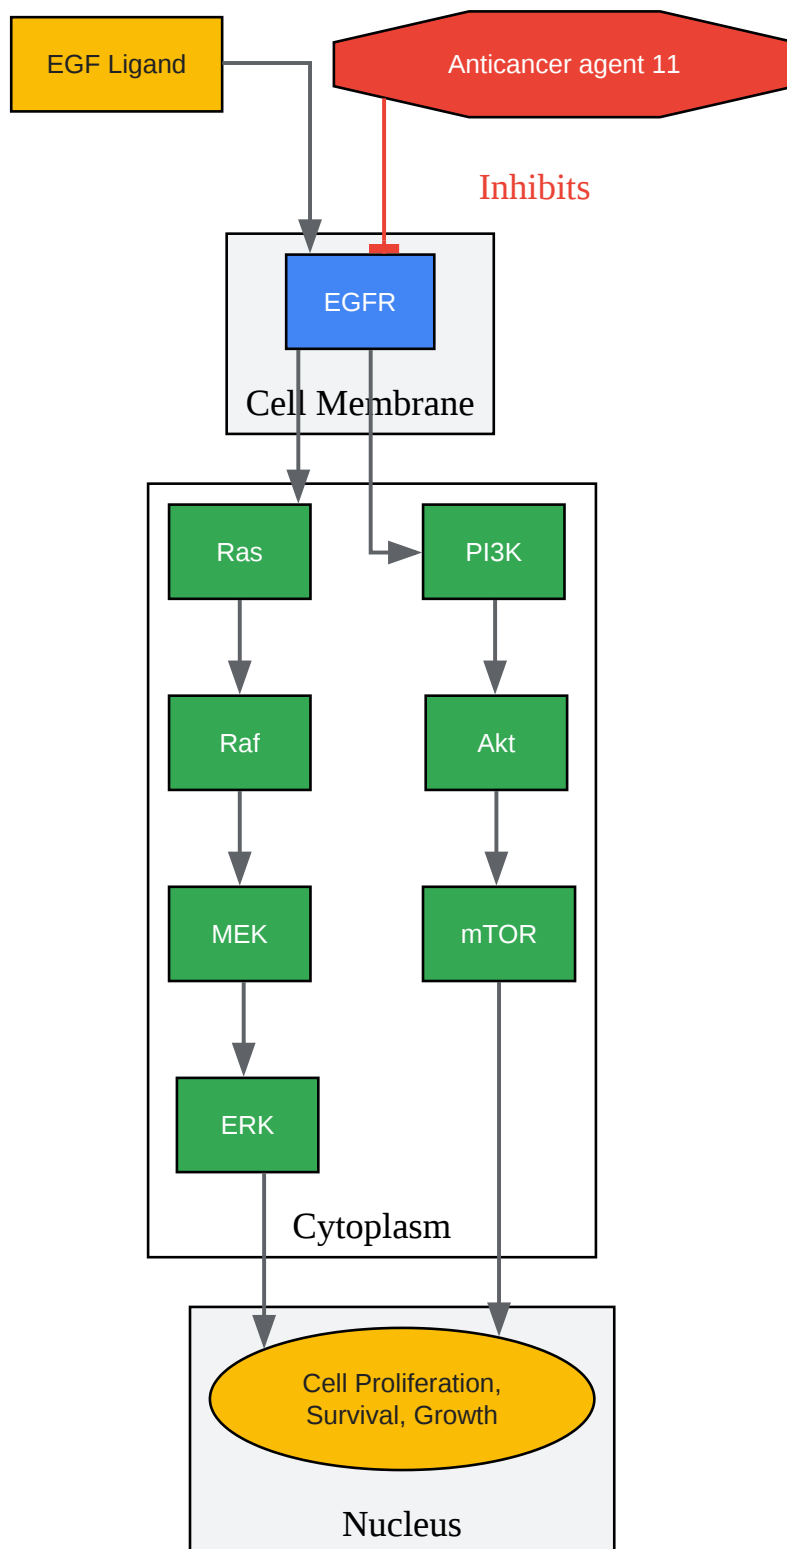 EGF Ligand
Anticancer agent 11
Inhibits
EGFR
Cell Membrane
Ras
PI3K
Raf
Akt
MEK
mTOR
ERK
Cytoplasm
Cell Proliferation,
Survival, Growth
Nucleus